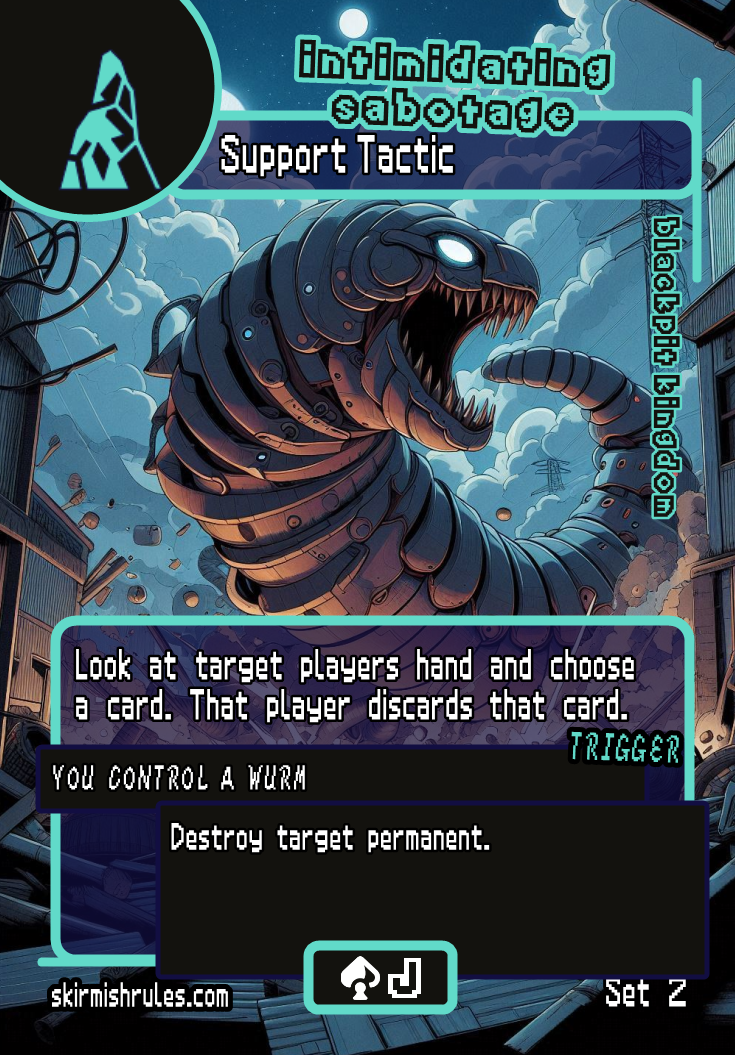 intimidating
sabotage
Support Tactic
blackpit kingdom
Look at target players hand and choose
a card. That player discards that card.
TRIGGER
YOU CONTROL A WURM
Destroy target permanent.
♠J
skirmishrules.com
Set 2